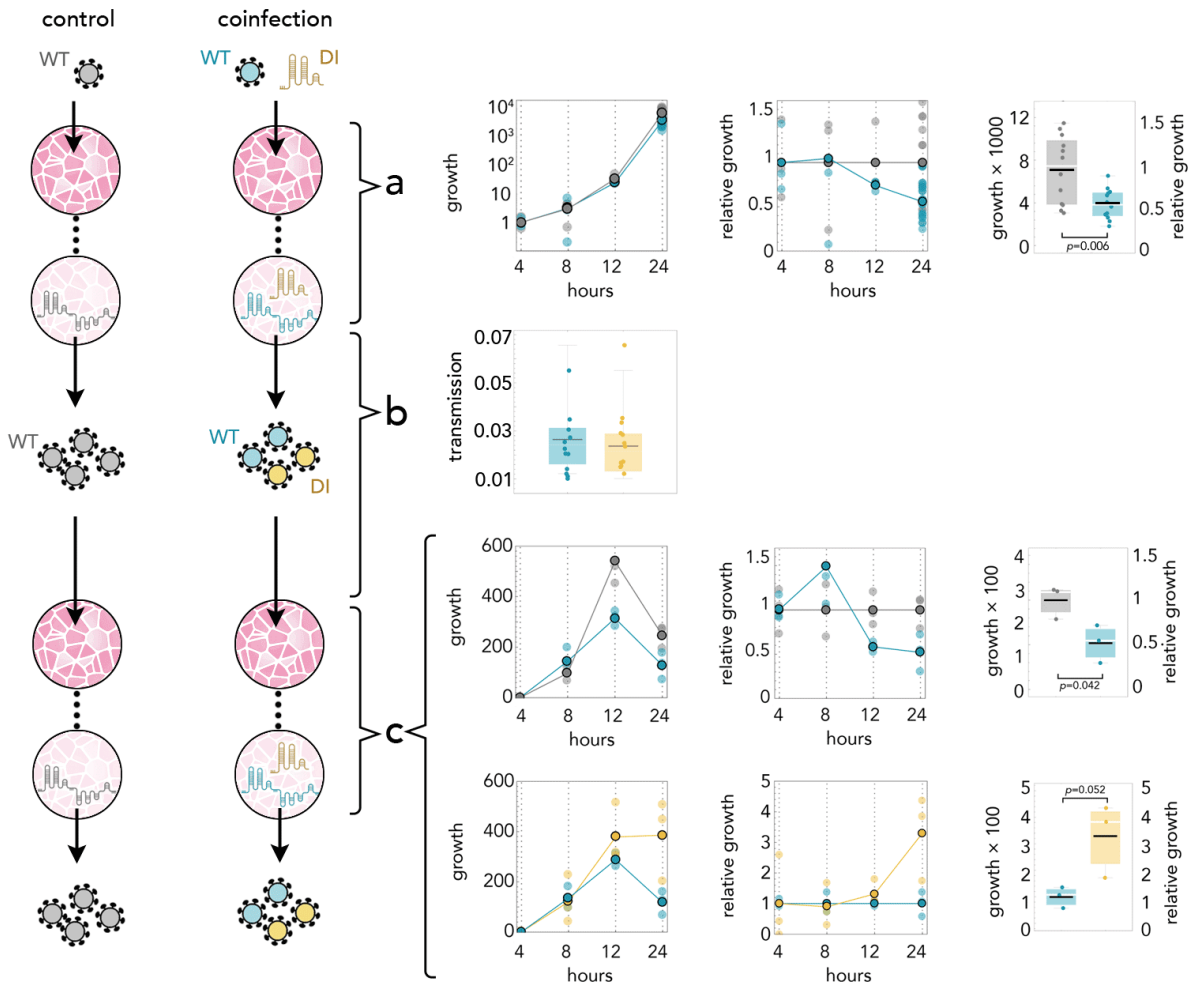 control
coinfection
WT
WT
DI
a
growth
10⁴
10³
10²
10
1
4 8 12 24
hours
relative growth
1.5
1
0.5
0
4 8 12 24
hours
growth × 1000
12
8
4
0
p=0.006
1.5
1
0.5
0
relative growth
b
WT
WT
DI
transmission
0.07
0.05
0.03
0.01
c
growth
600
400
200
0
4 8 12 24
hours
relative growth
1.5
1
0.5
0
4 8 12 24
hours
growth × 100
4
3
2
1
0
p=0.042
1.5
1
0.5
0
relative growth
growth
600
400
200
0
4 8 12 24
hours
relative growth
5
4
3
2
1
0
4 8 12 24
hours
growth × 100
5
4
3
2
1
0
p=0.052
5
4
3
2
1
0
relative growth